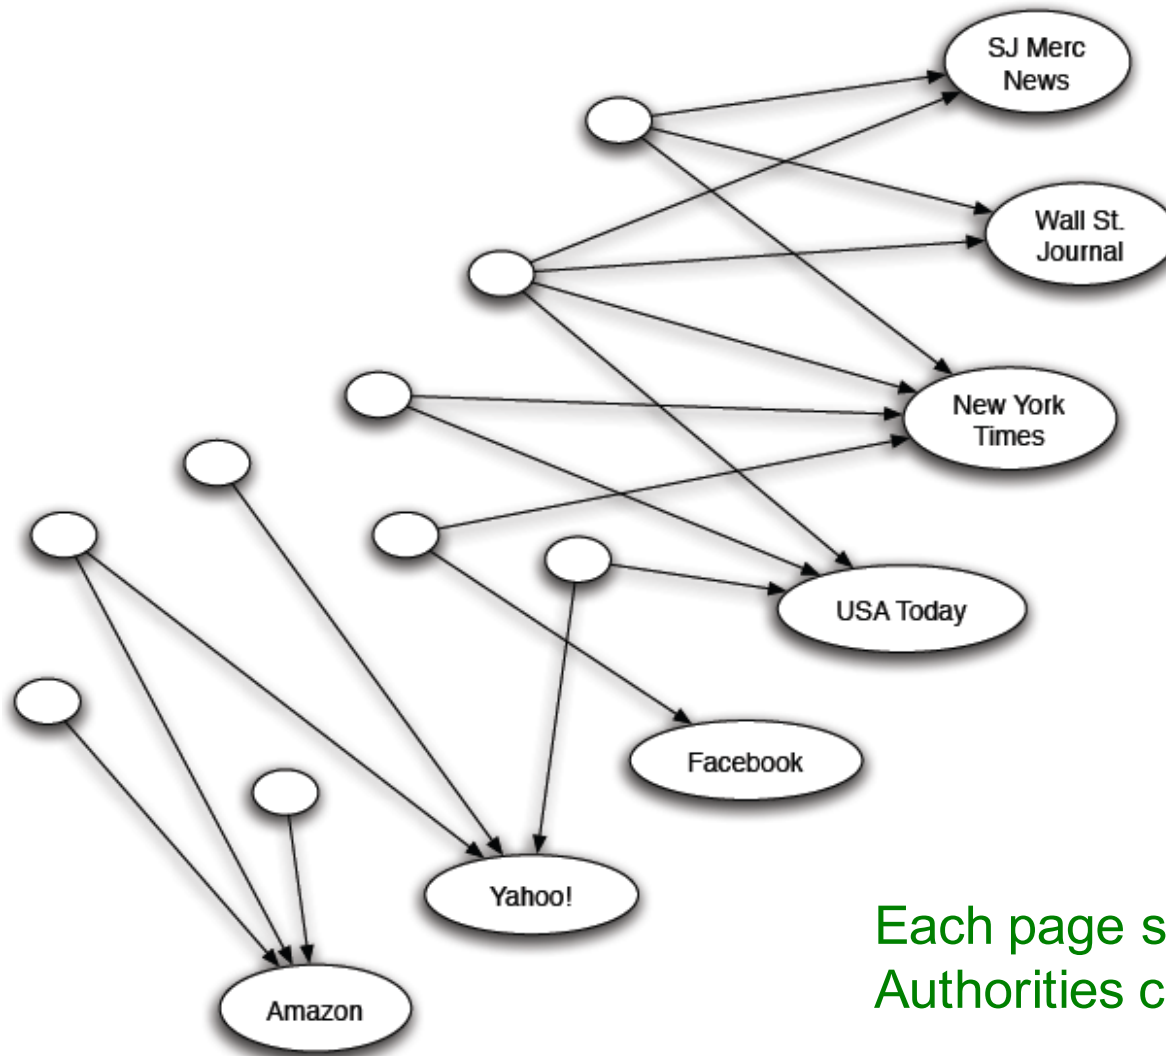 SJ Merc
News
Wall St.
Journal
New York
Times
USA Today
Facebook
Yahoo!
Amazon
Each page s
Authorities c